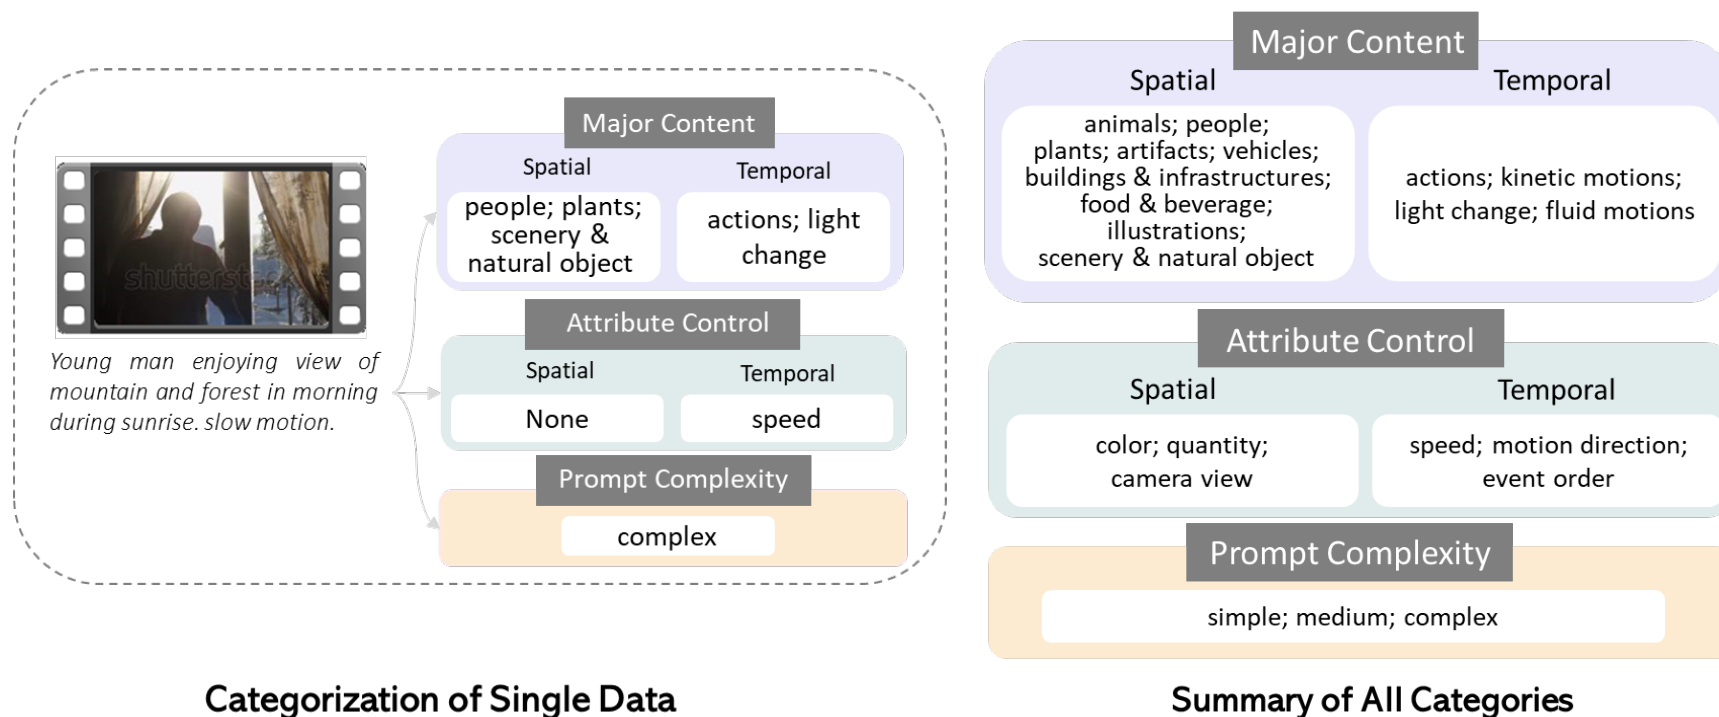 Major Content
Spatial
Temporal
people; plants;
scenery &
natural object
actions; light
change
shutterstock
Young man enjoying view of
mountain and forest in morning
during sunrise. slow motion.
Attribute Control
Spatial
Temporal
None
speed
Prompt Complexity
complex
Categorization of Single Data
Major Content
Spatial
Temporal
animals; people;
plants; artifacts; vehicles;
buildings & infrastructures;
food & beverage;
illustrations;
scenery & natural object
actions; kinetic motions;
light change; fluid motions
Attribute Control
Spatial
Temporal
color; quantity;
camera view
speed; motion direction;
event order
Prompt Complexity
simple; medium; complex
Summary of All Categories